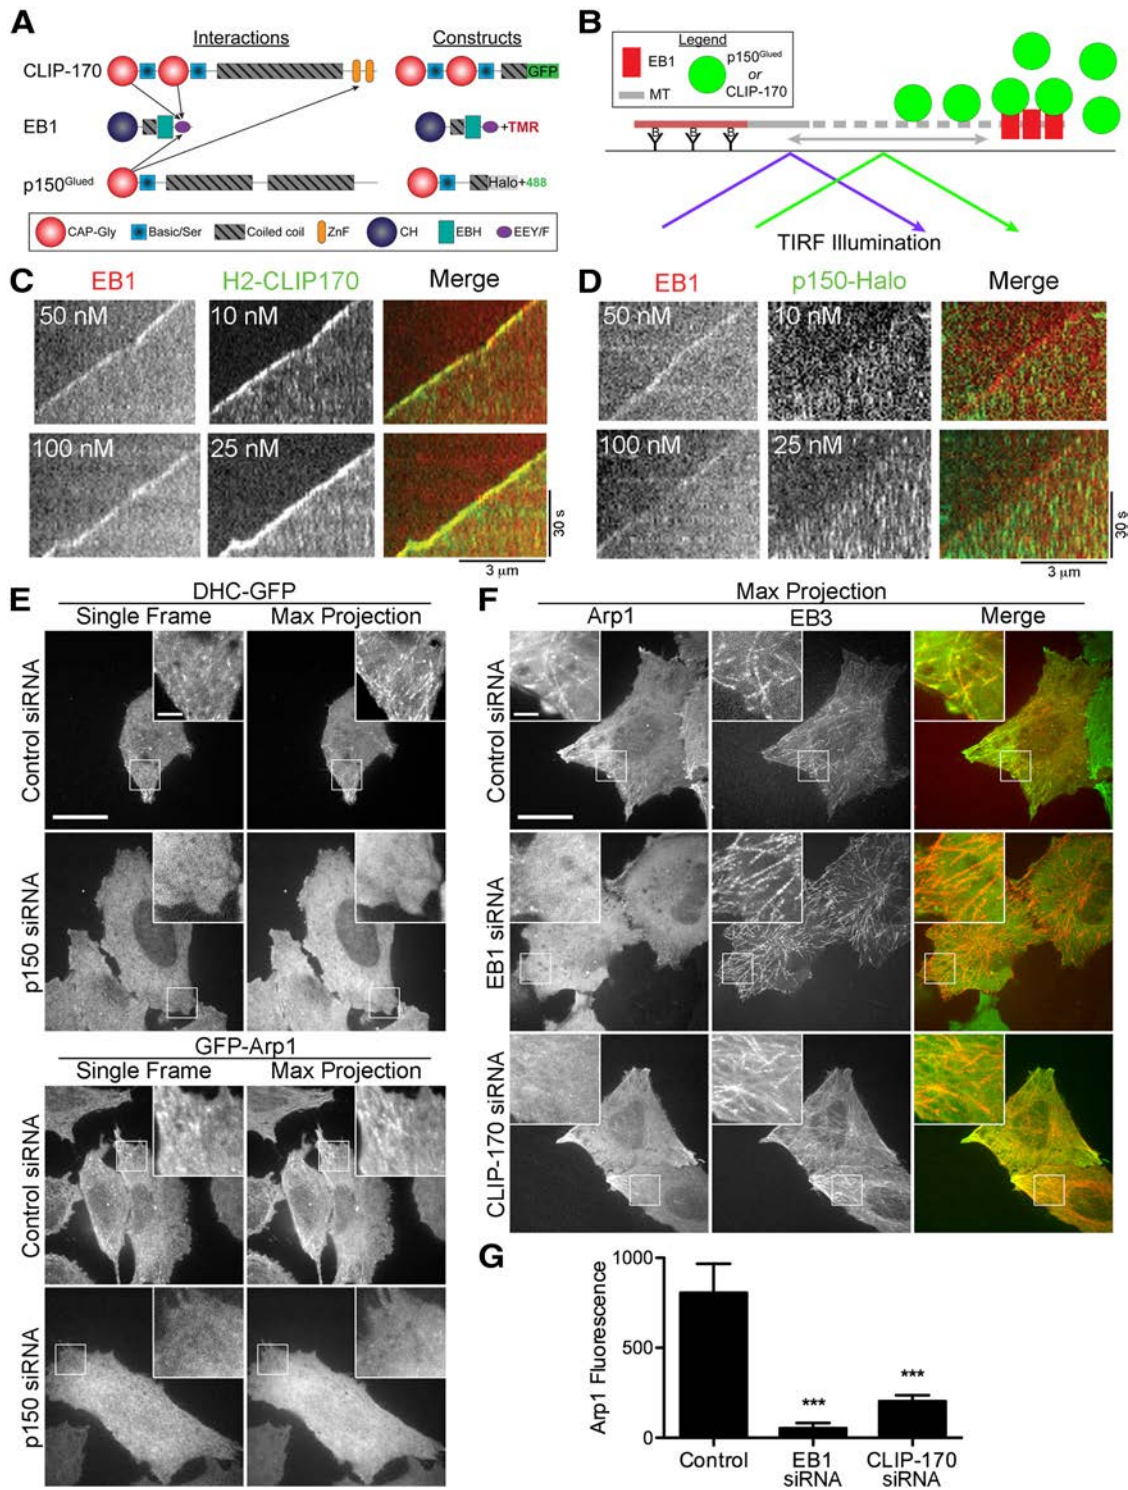 A
Interactions
Constructs
CLIP-170
GFP
EB1
+TMR
p150Glued
Halo+488
CAP-Gly
Basic/Ser
Coiled coil
ZnF
CH
EBH
EEY/F
B
Legend
EB1
p150Glued
or
CLIP-170
MT
B
B
B
TIRF Illumination
C
EB1
H2-CLIP170
Merge
50 nM
10 nM
100 nM
25 nM
30 s
3 μm
D
EB1
p150-Halo
Merge
50 nM
10 nM
100 nM
25 nM
30 s
3 μm
E
DHC-GFP
Single Frame
Max Projection
Control siRNA
p150 siRNA
GFP-Arp1
Single Frame
Max Projection
Control siRNA
p150 siRNA
F
Max Projection
Arp1
EB3
Merge
Control siRNA
EB1 siRNA
CLIP-170 siRNA
G
Arp1 Fluorescence
1000
500
0
***
***
Control
EB1
siRNA
CLIP-170
siRNA